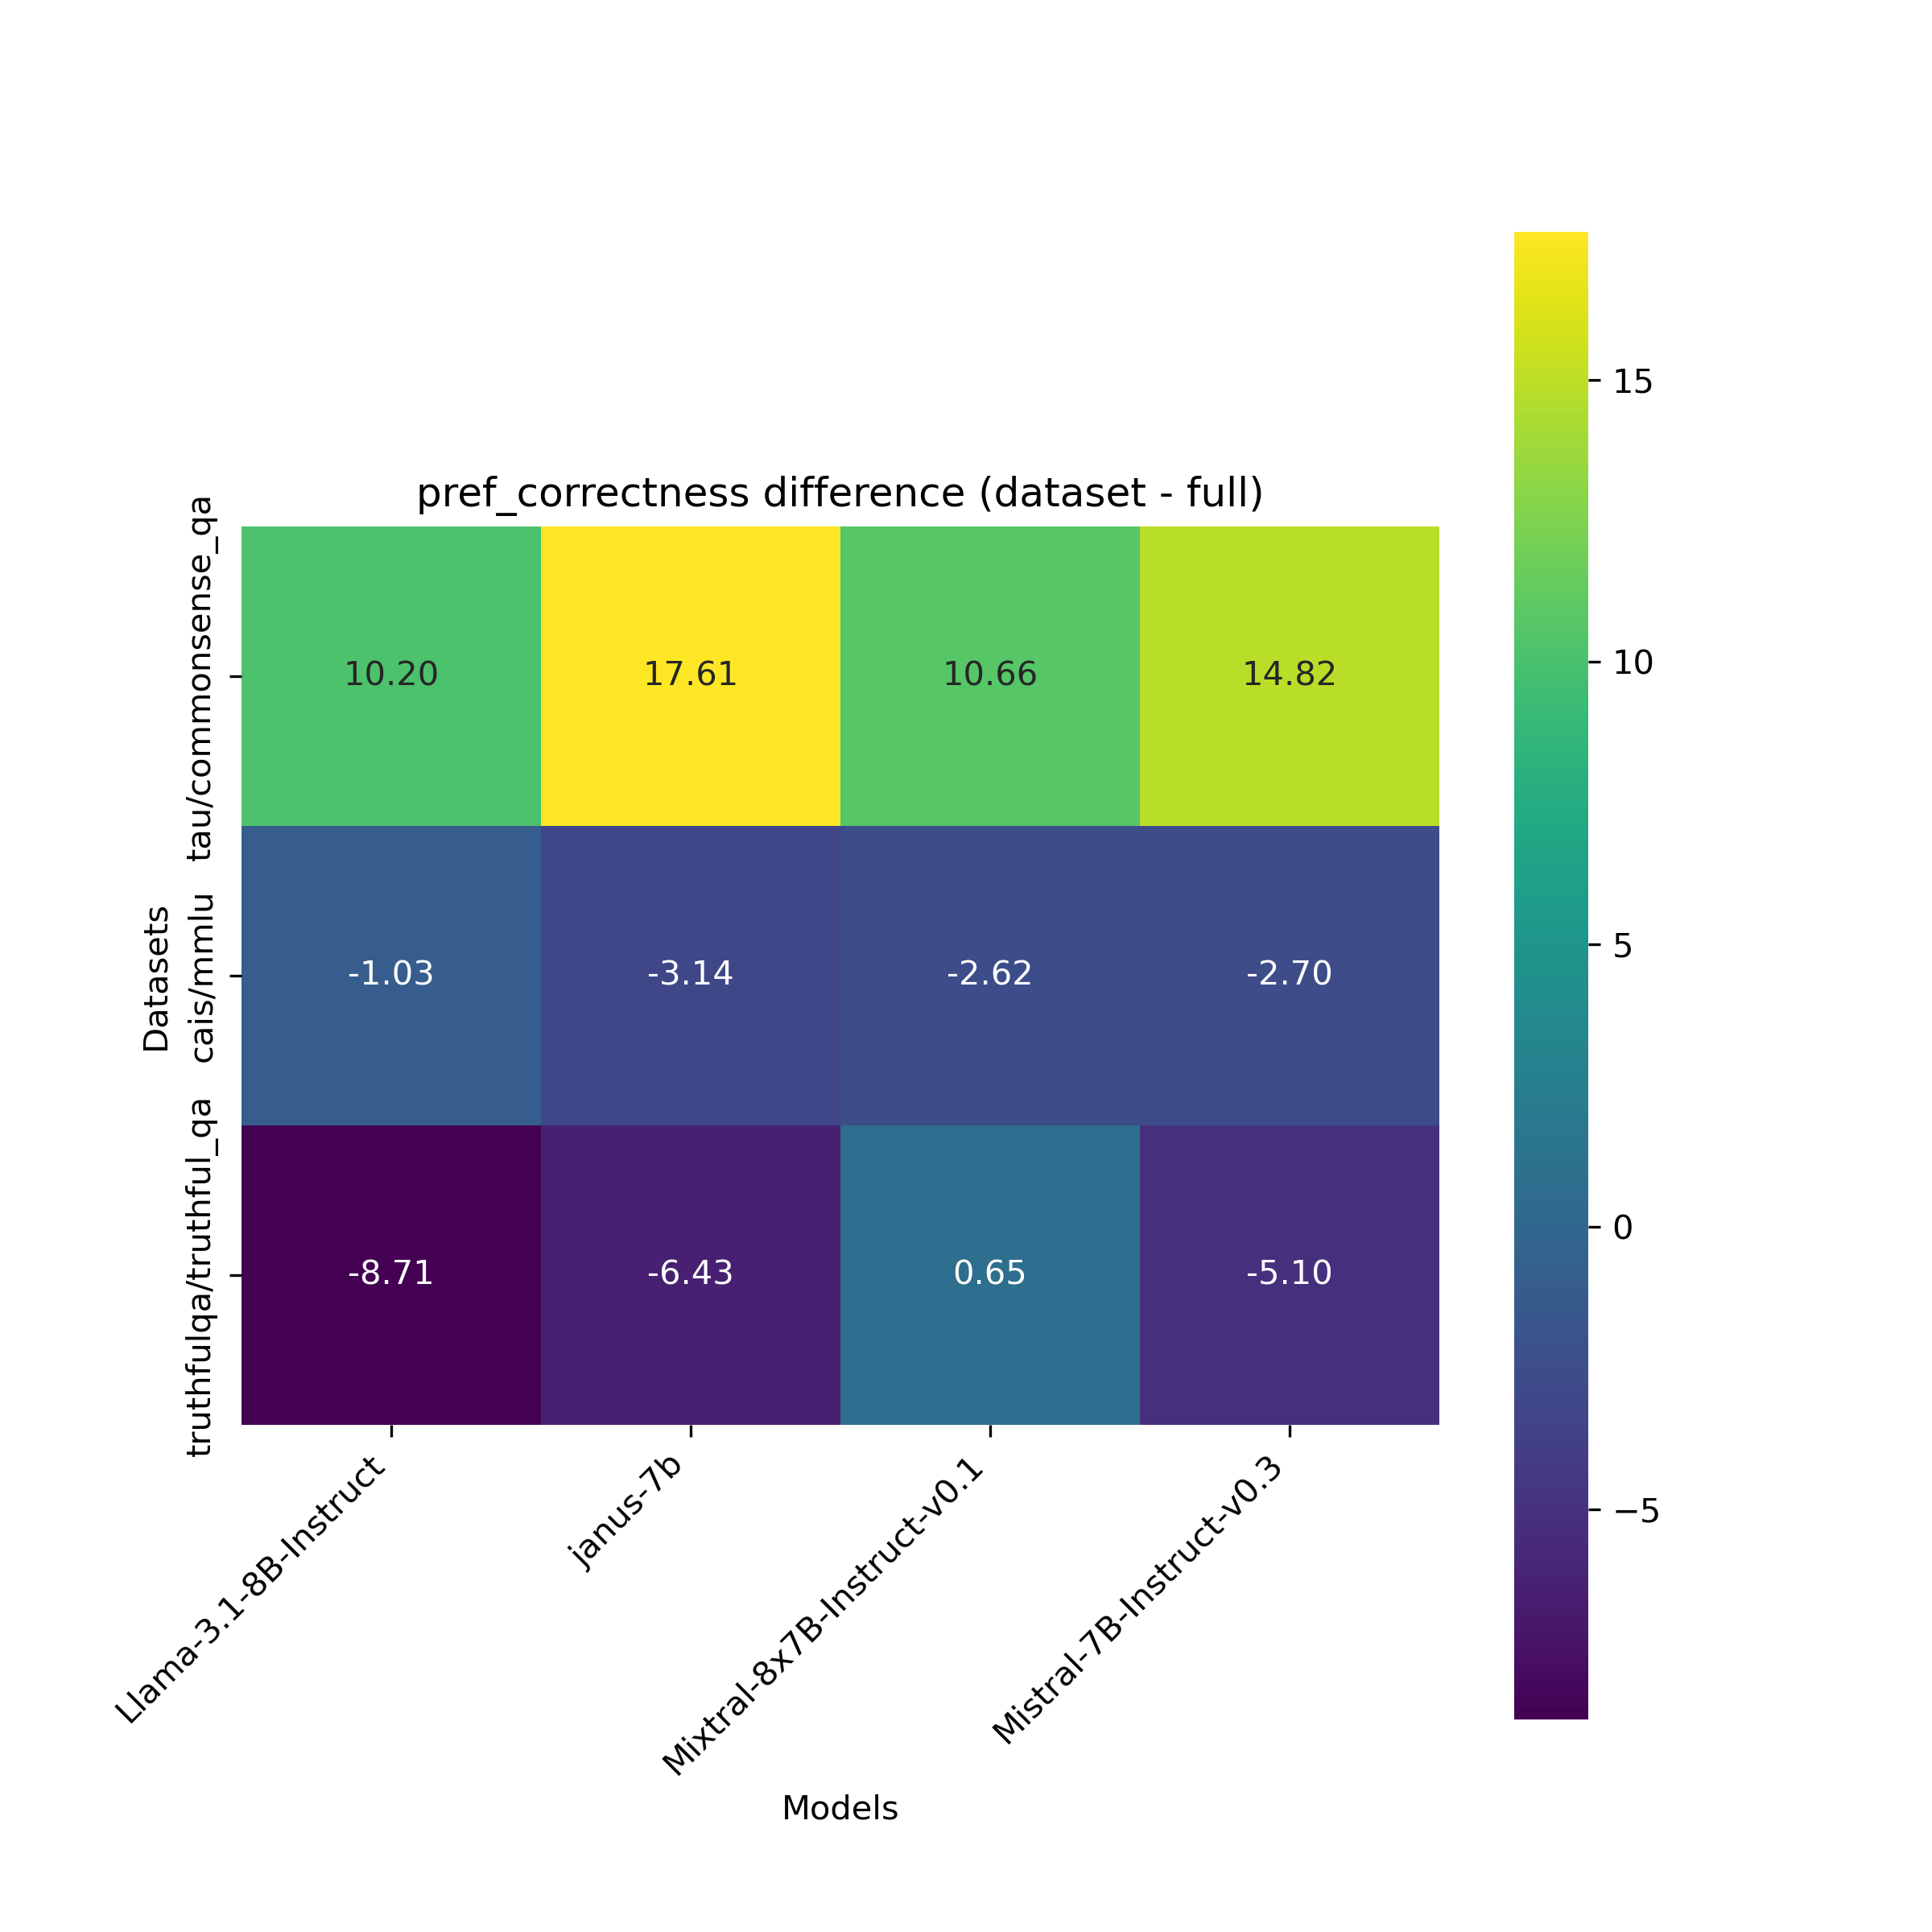 pref_correctness difference (dataset - full)
Datasets
tau/commonsense_qa
10.20 17.61 10.66 14.82
cais/mmlu
-1.03 -3.14 -2.62 -2.70
truthfulqa/truthful_qa
-8.71 -6.43 0.65 -5.10
Llama-3.1-8B-Instruct
janus-7b
Mixtral-8x7B-Instruct-v0.1
Mistral-7B-Instruct-v0.3
Models
15
10
5
0
−5